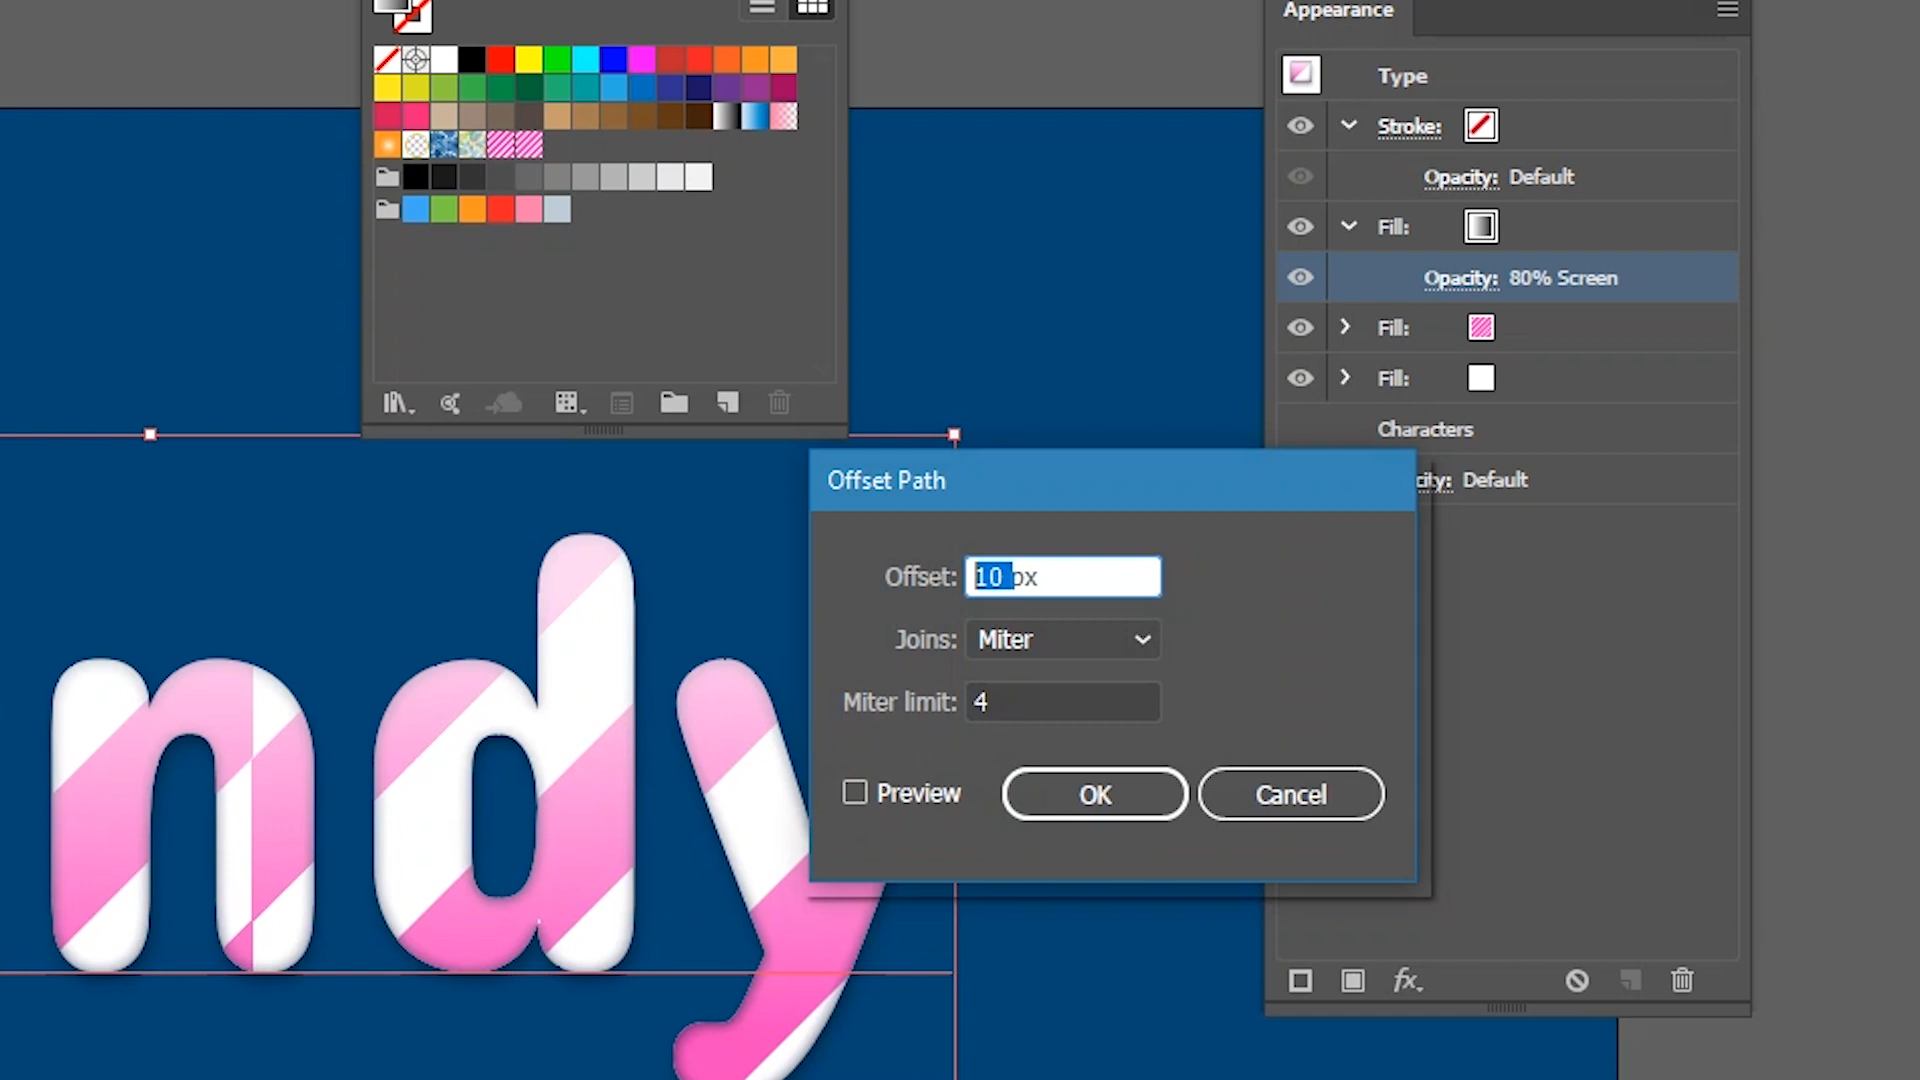 Appearance
Type
Stroke:
Opacity: Default
Fill:
Opacity: 80% Screen
Fill:
Fill:
Characters
city: Default
Offset Path
Offset: 10 px
Joins: Miter
Miter limit: 4
Preview
OK
Cancel
fx
ndy